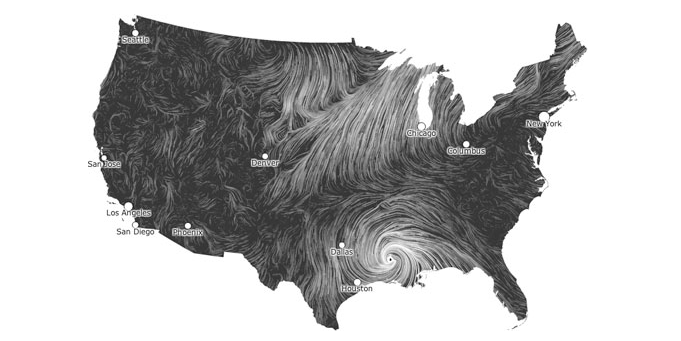 Seattle
New York
Chicago
Columbus
Denver
San Jose
Los Angeles
San Diego
Phoenix
Dallas
Houston